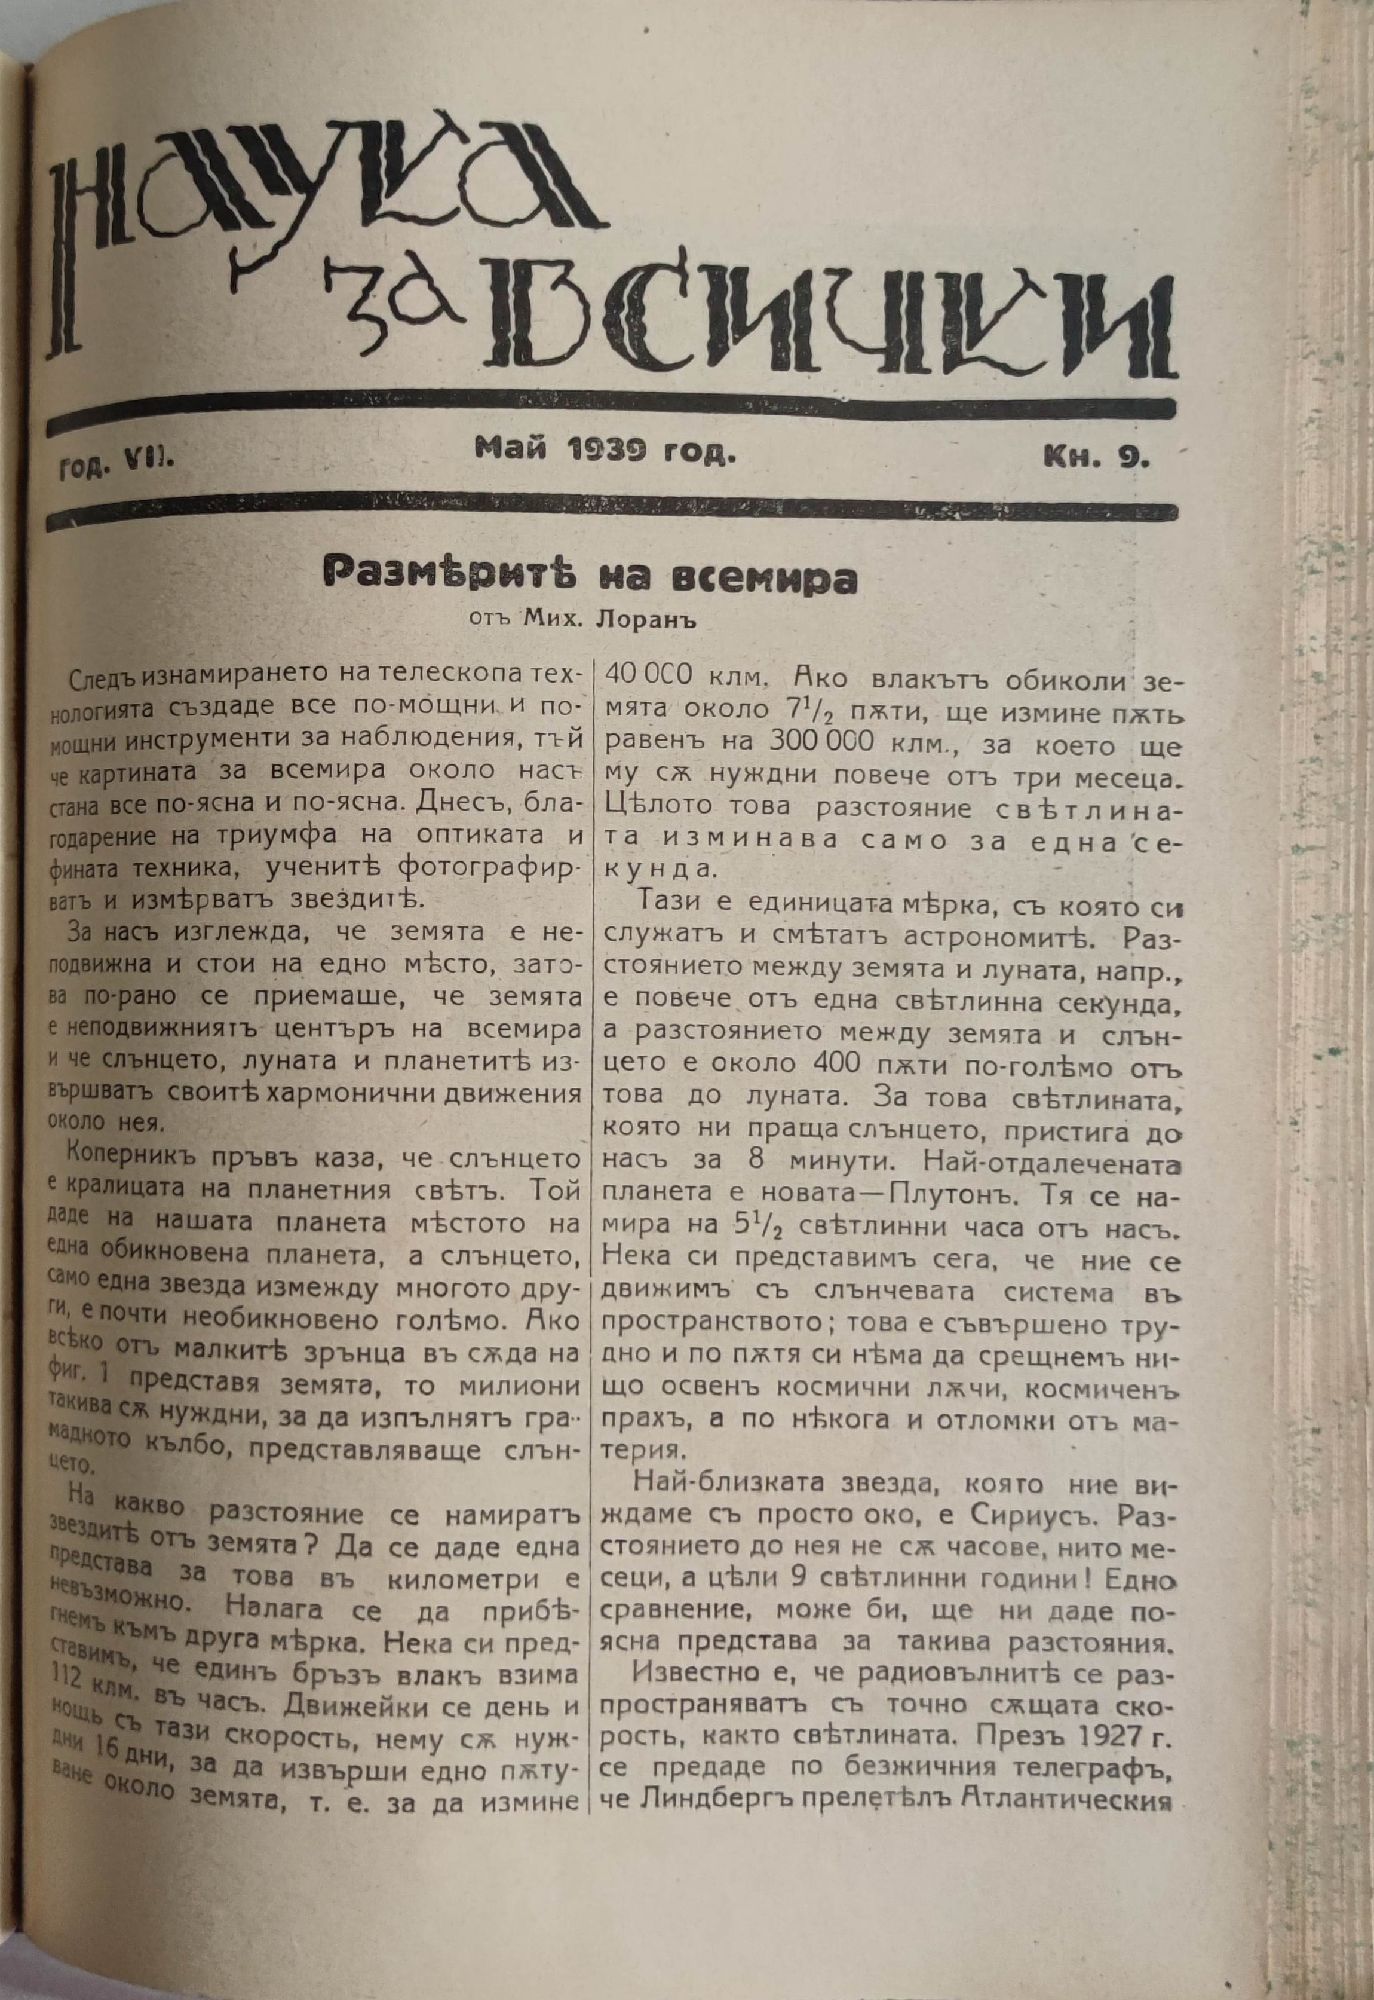 Наука
за всички
Год. VII.
Май 1939 год.
Кн. 9.
Размѣритѣ на всемира
отъ Мих. Лоранъ
Следъ изнамирането на телескопа тех-
нологията създаде все по-мощни и по-
мощни инструменти за наблюдения, тъй
че картината за всемира около насъ
стана все по-ясна и по-ясна. Днесъ, бла-
годарение на триумфа на оптиката и
фината техника, ученитѣ фотографир-
ватъ и измѣрватъ звездитѣ.
За насъ изглежда, че земята е не-
подвижна и стои на едно мѣсто, зато-
ва по-рано се приемаше, че земята
е неподвижниятъ центъръ на всемира
и че слънцето, луната и планетитѣ из-
вършватъ своитѣ хармонични движения
около нея.
Коперникъ пръвъ каза, че слънцето
е кралицата на планетния свѣтъ. Той
даде на нашата планета мѣстото на
една обикновена планета, а слънцето,
само една звезда измежду многото дру-
ги, е почти необикновено голѣмо. Ако
всѣко отъ малкитѣ зрънца въ сѫда на
фиг. 1 представя земята, то милиони
такива сѫ нуждни, за да изпълнятъ гра-
мадното кълбо, представляваще слън-
цето.
На какво разстояние се намиратъ
звездитѣ отъ земята? Да се даде една
представа за това въ километри е
невъзможно. Налага се да прибѣ-
гнемъ към​ъ друга мѣрка. Нека си пред-
ставимъ, че единъ бръзъ влакъ взима
112 клм. въ часъ. Движейки се день и
нощь съ тази скорость, нему сѫ нуж-
дни 16 дни, за да извърши едно пѫту-
ване около земята, т. е. за да измине
40 000 клм. Ако влакътъ обиколи зе-
мята около 7½ пѫти, ще измине пѫть
равенъ на 300 000 клм., за което ще
му сѫ нуждни повече отъ три месеца.
Цѣлото това разстояние свѣтлина-
та изминава само за една се-
кунда.
Тази е единицата мѣрка, съ която си
служатъ и смѣтатъ астрономитѣ. Раз-
стоянието между земята и луната, напр.,
е повече отъ една свѣтлинна секунда,
а разстоянието между земята и слън-
цето е около 400 пѫти по-голѣмо отъ
това до луната. За това свѣтлината,
която ни праща слънцето, пристига до
насъ за 8 минути. Най-отдалечената
планета е новата — Плутонъ. Тя се на-
мира на 5½ свѣтлинни часа отъ насъ.
Нека си представимъ сега, че ние се
движимъ съ слънчевата система въ
пространството; това е съвършено тру-
дно и по пѫтя си нѣма да срещнемъ ни-
що освенъ космични лѫчи, космиченъ
прахъ, а по нѣкога и отломки отъ ма-
терия.
Най-близката звезда, която ние ви-
ждаме съ просто око, е Сириусъ. Раз-
стоянието до нея не сѫ часове, нито ме-
сеци, а цѣли 9 свѣтлинни години! Едно
сравнение, може би, ще ни даде по-
ясна представа за такива разстояния.
Известно е, че радиовълнитѣ се раз-
пространяватъ съ точно сѫщата ско-
рость, както свѣтлината. Презъ 1927 г.
се предаде по безжичния телеграфъ,
че Линдбергъ прелетѣлъ Атлантическия